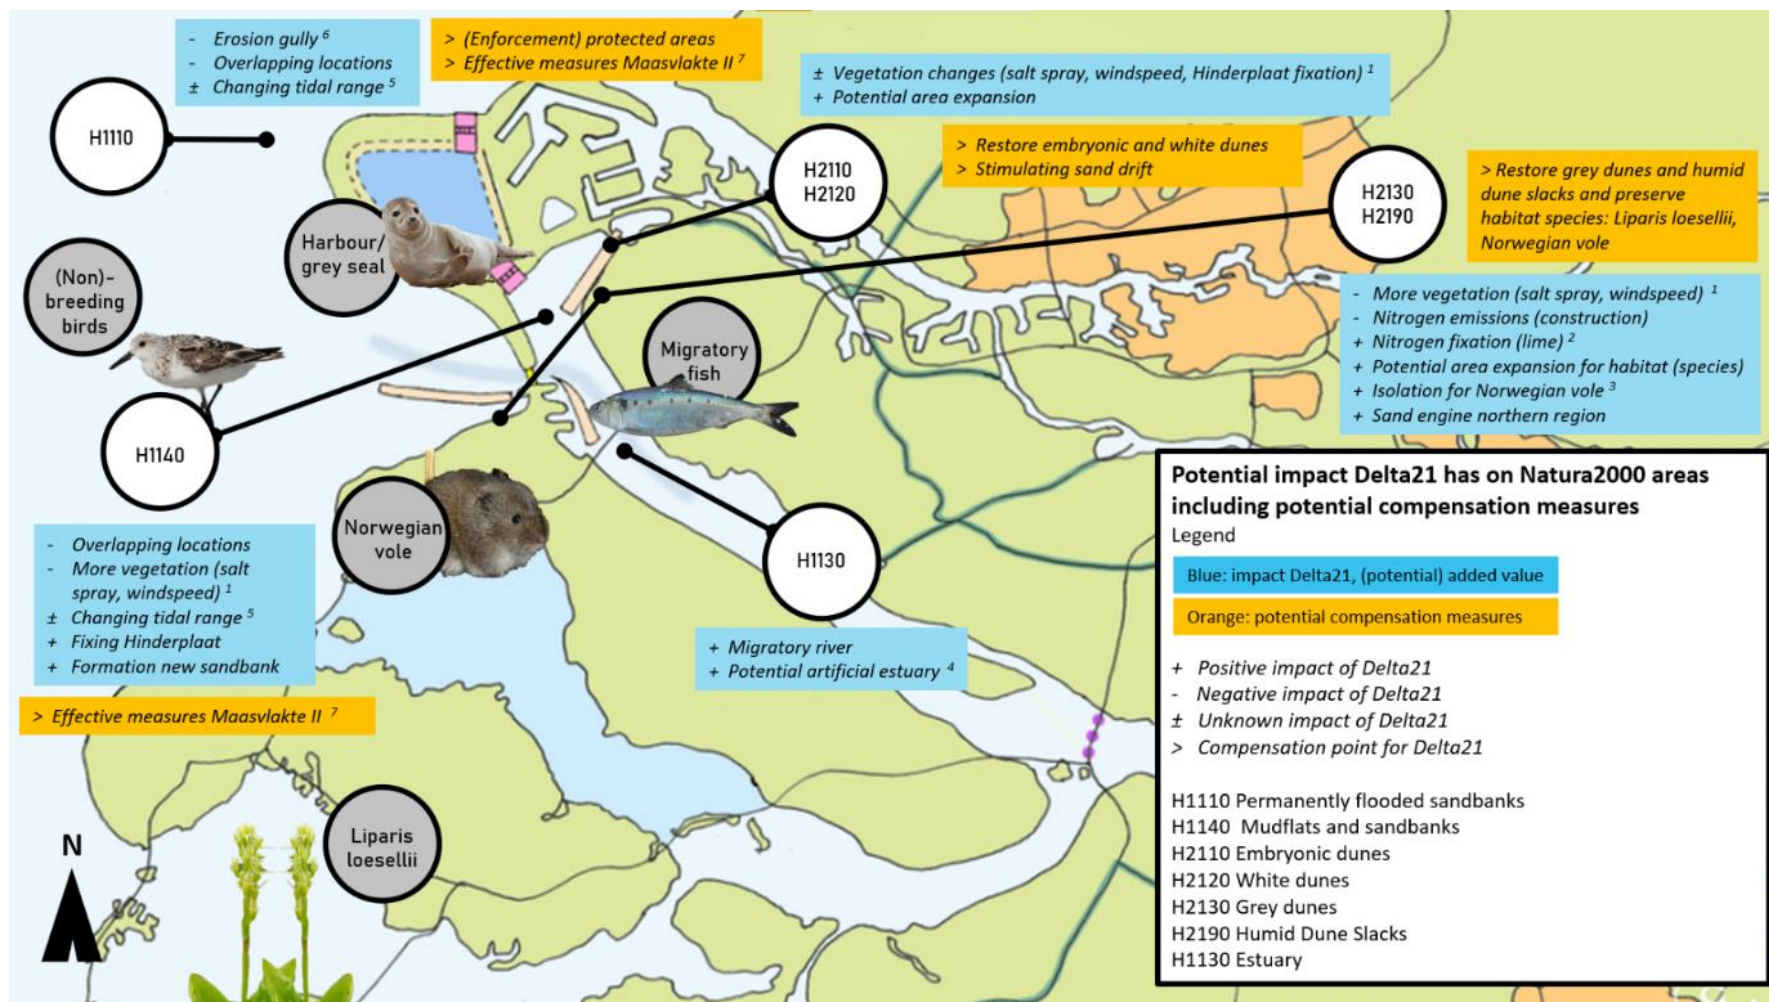 - Erosion gully 6
- Overlapping locations
± Changing tidal range 5
> (Enforcement) protected areas
> Effective measures Maasvlakte II 7
± Vegetation changes (salt spray, windspeed, Hinderplaat fixation) 1
+ Potential area expansion
H1110
> Restore embryonic and white dunes
> Stimulating sand drift
H2110
H2120
H2130
H2190
> Restore grey dunes and humid
dune slacks and preserve
habitat species: Liparis loesellii,
Norwegian vole
Harbour/
grey seal
(Non)-
breeding
birds
- More vegetation (salt spray, windspeed) 1
- Nitrogen emissions (construction)
+ Nitrogen fixation (lime) 2
+ Potential area expansion for habitat (species)
+ Isolation for Norwegian vole 3
+ Sand engine northern region
Migratory
fish
H1140
Norwegian
vole
H1130
- Overlapping locations
- More vegetation (salt
spray, windspeed) 1
± Changing tidal range 5
+ Fixing Hinderplaat
+ Formation new sandbank
> Effective measures Maasvlakte II 7
+ Migratory river
+ Potential artificial estuary 4
Liparis
loesellii
N
Potential impact Delta21 has on Natura2000 areas
including potential compensation measures
Legend
Blue: impact Delta21, (potential) added value
Orange: potential compensation measures
+ Positive impact of Delta21
- Negative impact of Delta21
± Unknown impact of Delta21
> Compensation point for Delta21
H1110 Permanently flooded sandbanks
H1140 Mudflats and sandbanks
H2110 Embryonic dunes
H2120 White dunes
H2130 Grey dunes
H2190 Humid Dune Slacks
H1130 Estuary